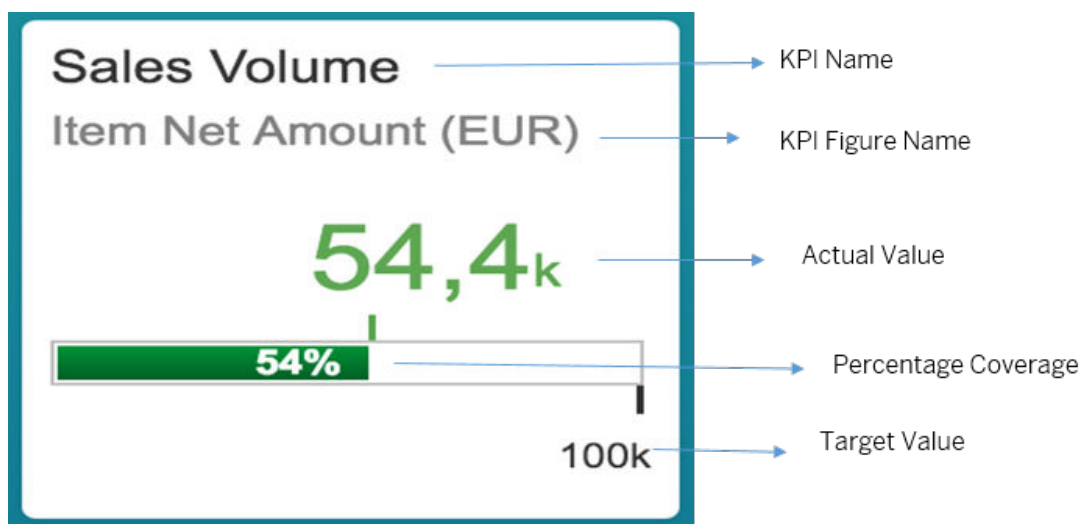 Sales Volume
KPI Name
Item Net Amount (EUR)
KPI Figure Name
54,4k
Actual Value
54%
Percentage Coverage
100k
Target Value